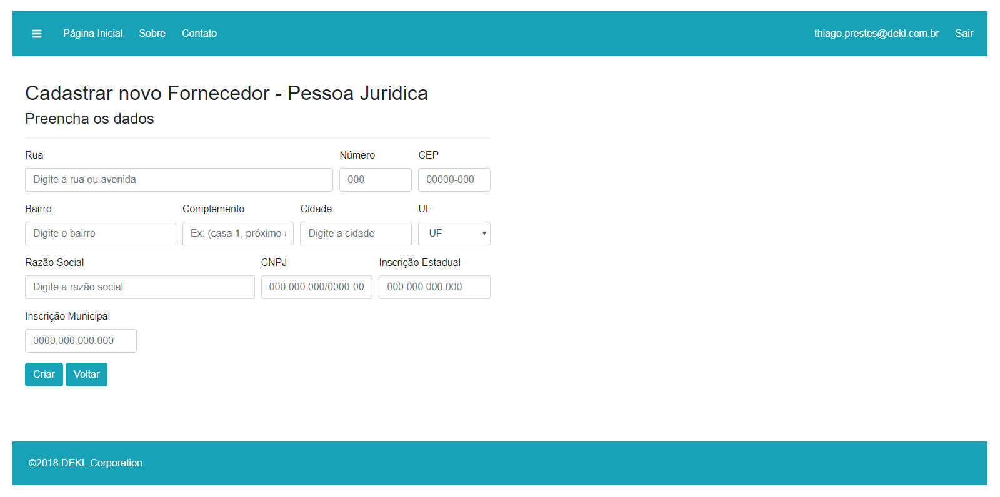 Página Inicial Sobre Contato thiago.prestes@dekl.com.br Sair
Cadastrar novo Fornecedor - Pessoa Juridica
Preencha os dados
Rua Número CEP
Digite a rua ou avenida 000 00000-000
Bairro Complemento Cidade UF
Digite o bairro Ex: (casa 1, próximo Digite a cidade UF
Razão Social CNPJ Inscrição Estadual
Digite a razão social 000.000.000/0000-00 000.000.000.000
Inscrição Municipal
0000.000.000.000
Criar Voltar
©2018 DEKL Corporation